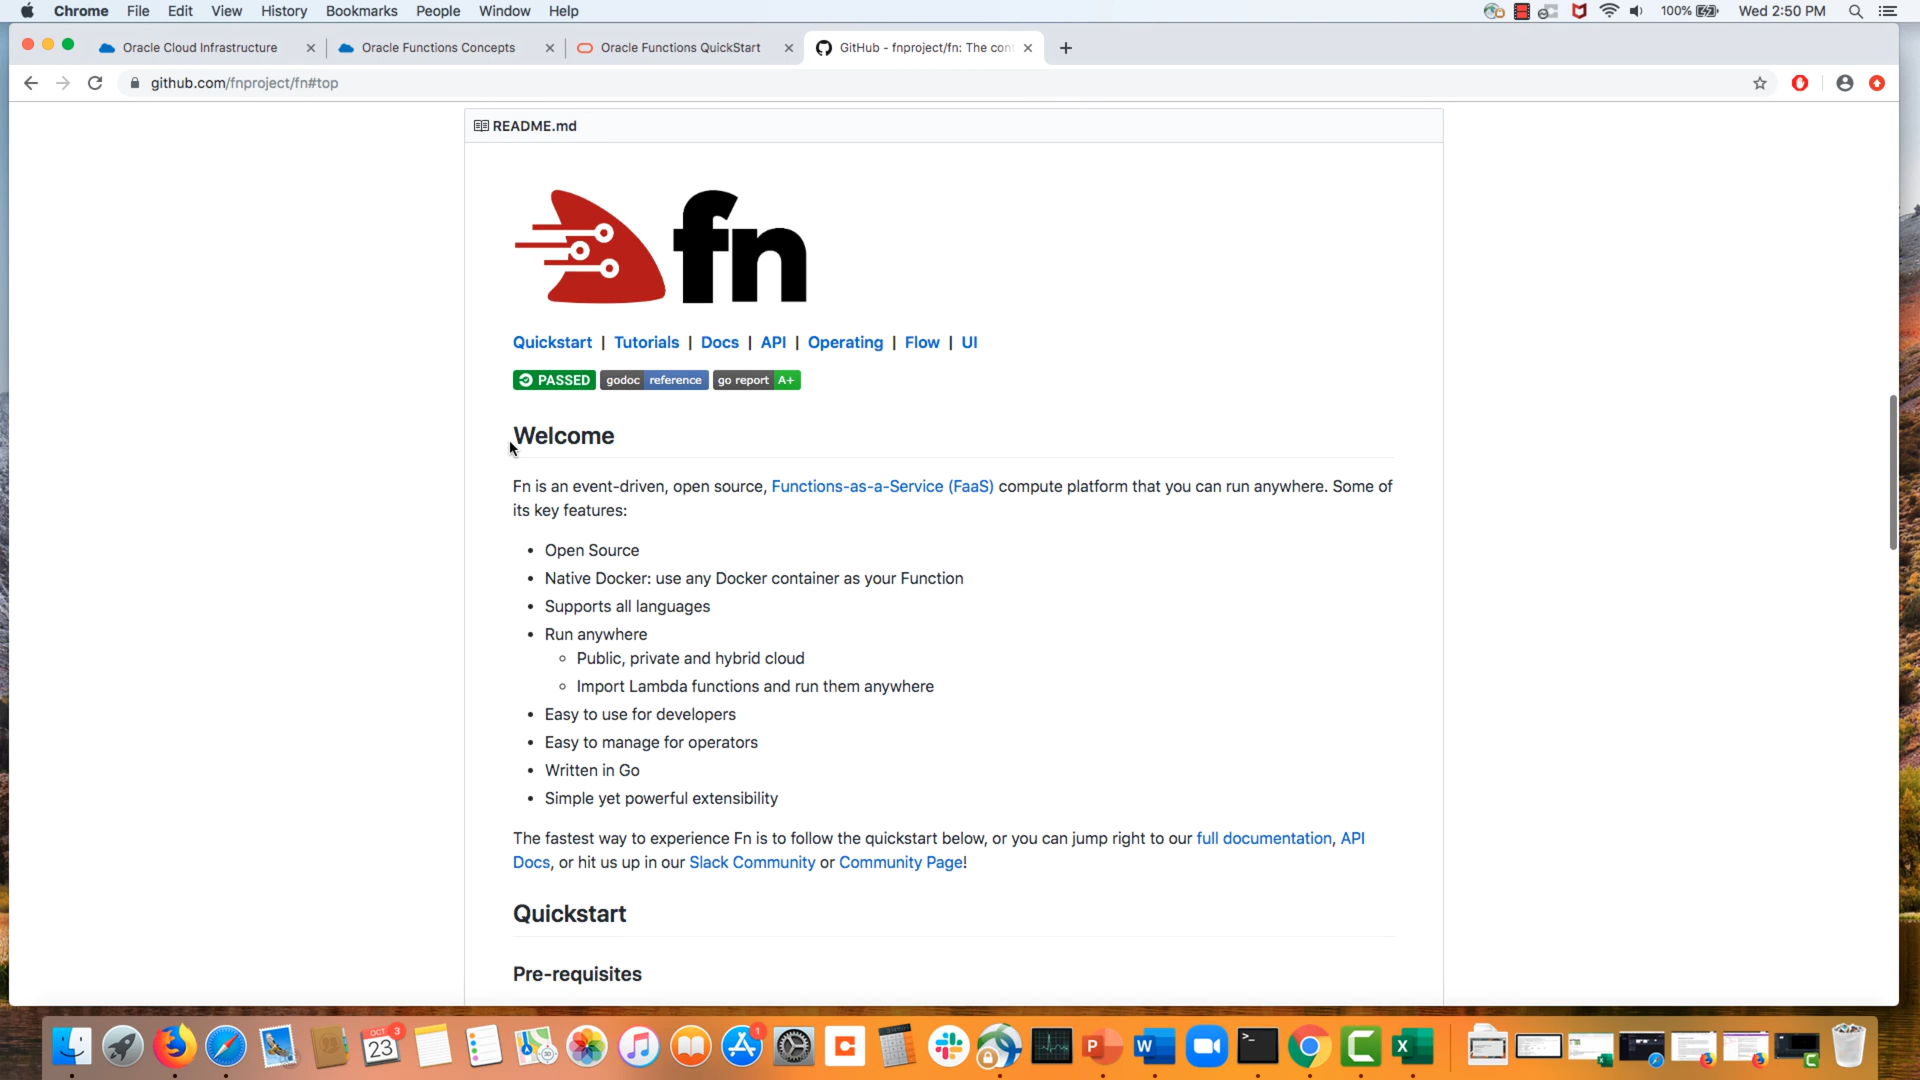 Chrome File Edit View History Bookmarks People Window Help 100% Wed 2:50 PM
Oracle Cloud Infrastructure
Oracle Functions Concepts
Oracle Functions QuickStart
GitHub - fnproject/fn: The con
github.com/fnproject/fn#top
README.md
fn
Quickstart | Tutorials | Docs | API | Operating | Flow | UI
PASSED godoc reference go report A+
Welcome
Fn is an event-driven, open source, Functions-as-a-Service (FaaS) compute platform that you can run anywhere. Some of
its key features:
• Open Source
• Native Docker: use any Docker container as your Function
• Supports all languages
• Run anywhere
◦ Public, private and hybrid cloud
◦ Import Lambda functions and run them anywhere
• Easy to use for developers
• Easy to manage for operators
• Written in Go
• Simple yet powerful extensibility
The fastest way to experience Fn is to follow the quickstart below, or you can jump right to our full documentation, API
Docs, or hit us up in our Slack Community or Community Page!
Quickstart
Pre-requisites
OCT
23
3
1